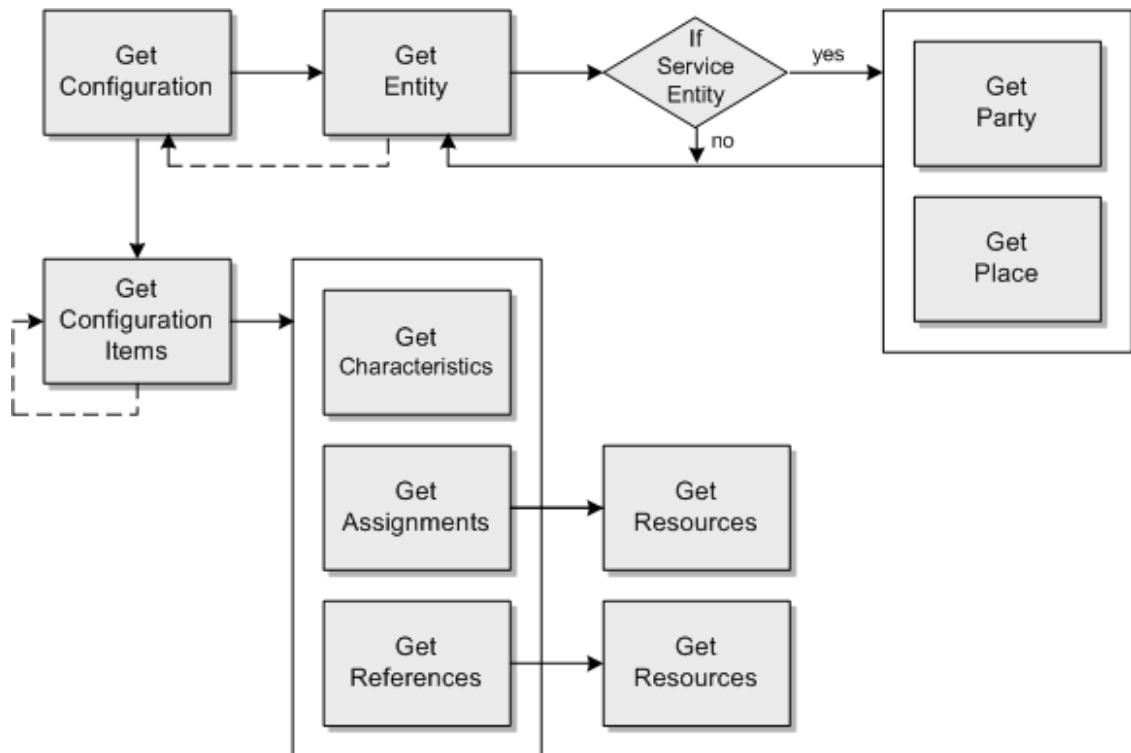 Get
Configuration
Get
Entity
If
Service
Entity
yes
no
Get
Party
Get
Place
Get
Configuration
Items
Get
Characteristics
Get
Assignments
Get
Resources
Get
References
Get
Resources